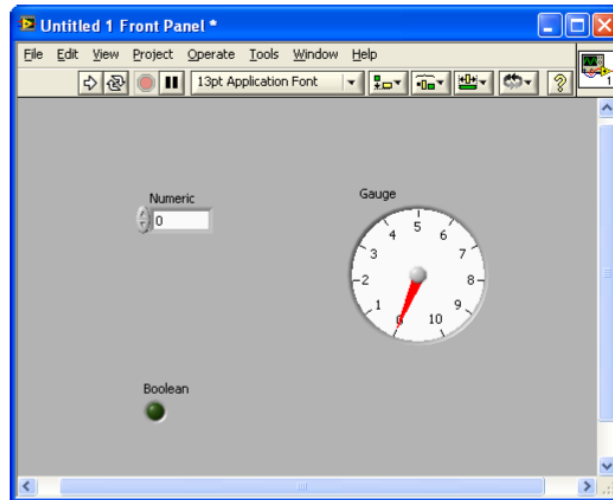 Untitled 1 Front Panel *
File Edit View Project Operate Tools Window Help
13pt Application Font
?
1
Numeric
0
Gauge
0 1 2 3 4 5 6 7 8 9 10
Boolean